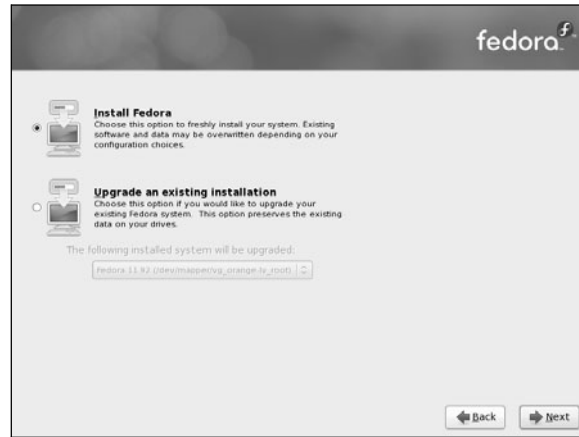 fedora
Install Fedora
Choose this option to freshly install your system. Existing
software and data may be overwritten depending on your
configuration choices.
Upgrade an existing installation
Choose this option if you would like to upgrade your
existing Fedora system. This option preserves the existing
data on your drives.
The following installed system will be upgraded:
Fedora 11.92 (/dev/mapper/vg_orange-lv_root)
Back
Next